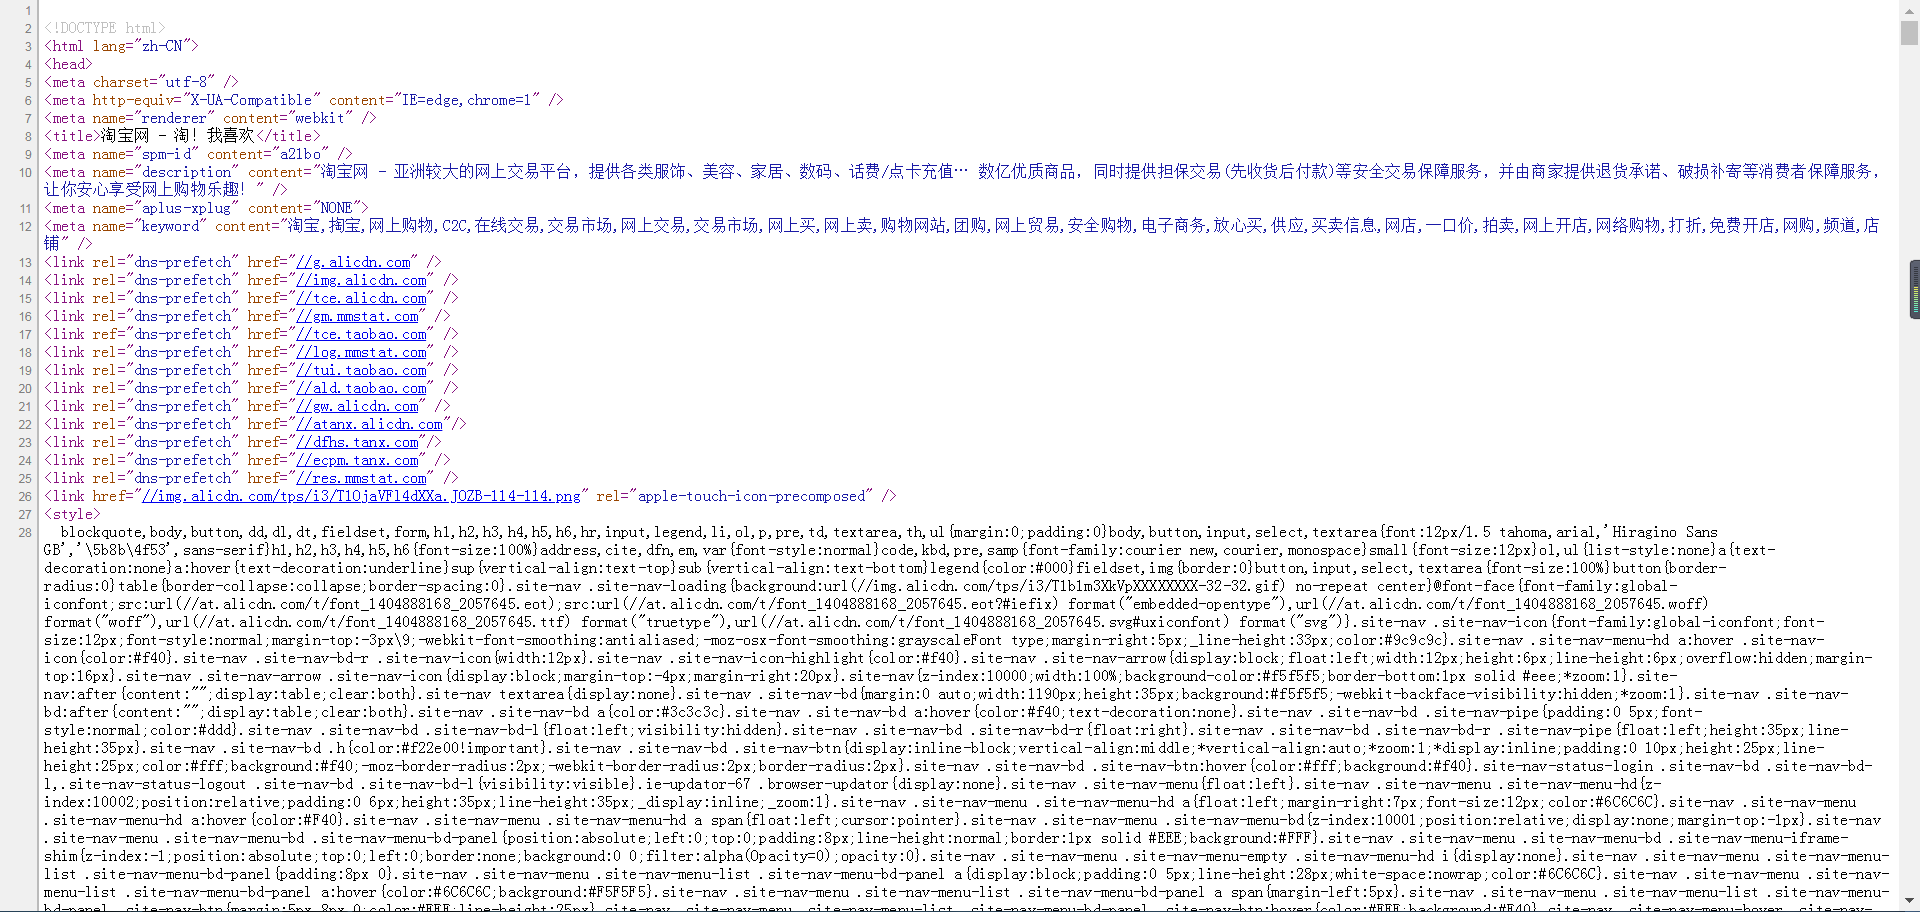 1
2 <!DOCTYPE html>
3 <html lang="zh-CN">
4 <head>
5 <meta charset="utf-8" />
6 <meta http-equiv="X-UA-Compatible" content="IE=edge,chrome=1" />
7 <meta name="renderer" content="webkit" />
8 <title>淘宝网 - 淘！我喜欢</title>
9 <meta name="spm-id" content="a21bo" />
10 <meta name="description" content="淘宝网 - 亚洲较大的网上交易平台，提供各类服饰、美容、家居、数码、话费/点卡充值… 数亿优质商品，同时提供担保交易(先收货后付款)等安全交易保障服务，并由商家提供退货承诺、破损补寄等消费者保障服务，
让你安心享受网上购物乐趣！" />
11 <meta name="aplus-xplug" content="NONE">
12 <meta name="keyword" content="淘宝,掏宝,网上购物,C2C,在线交易,交易市场,网上交易,交易市场,网上买,网上卖,购物网站,团购,网上贸易,安全购物,电子商务,放心买,供应,买卖信息,网店,一口价,拍卖,网上开店,网络购物,打折,免费开店,网购,频道,店
铺" />
13 <link rel="dns-prefetch" href="//g.alicdn.com" />
14 <link rel="dns-prefetch" href="//img.alicdn.com" />
15 <link rel="dns-prefetch" href="//tce.alicdn.com" />
16 <link rel="dns-prefetch" href="//gm.mmstat.com" />
17 <link ref="dns-prefetch" href="//tce.taobao.com" />
18 <link rel="dns-prefetch" href="//log.mmstat.com" />
19 <link rel="dns-prefetch" href="//tui.taobao.com" />
20 <link rel="dns-prefetch" href="//ald.taobao.com" />
21 <link rel="dns-prefetch" href="//gw.alicdn.com" />
22 <link rel="dns-prefetch" href="//atanx.alicdn.com"/>
23 <link rel="dns-prefetch" href="//dfhs.tanx.com"/>
24 <link rel="dns-prefetch" href="//ecpm.tanx.com" />
25 <link rel="dns-prefetch" href="//res.mmstat.com" />
26 <link href="//img.alicdn.com/tps/i3/T1OjaVFl4dXXa.JOZB-114-114.png" rel="apple-touch-icon-precomposed" />
27 <style>
28 blockquote,body,button,dd,dl,dt,fieldset,form,h1,h2,h3,h4,h5,h6,hr,input,legend,li,ol,p,pre,td,textarea,th,ul{margin:0;padding:0}body,button,input,select,textarea{font:12px/1.5 tahoma,arial,'Hiragino Sans
GB','\5b8b\4f53',sans-serif}h1,h2,h3,h4,h5,h6{font-size:100%}address,cite,dfn,em,var{font-style:normal}code,kbd,pre,samp{font-family:courier new,courier,monospace}small{font-size:12px}ol,ul{list-style:none}a{text-
decoration:none}a:hover{text-decoration:underline}sup{vertical-align:text-top}sub{vertical-align:text-bottom}legend{color:#000}fieldset,img{border:0}button,input,select,textarea{font-size:100%}button{border-
radius:0}table{border-collapse:collapse;border-spacing:0}.site-nav .site-nav-loading{background:url(//img.alicdn.com/tps/i3/T1blm3XkVpXXXXXXXX-32-32.gif) no-repeat center}@font-face{font-family:global-
iconfont;src:url(//at.alicdn.com/t/font_1404888168_2057645.eot);src:url(//at.alicdn.com/t/font_1404888168_2057645.eot?#iefix) format("embedded-opentype"),url(//at.alicdn.com/t/font_1404888168_2057645.woff)
format("woff"),url(//at.alicdn.com/t/font_1404888168_2057645.ttf) format("truetype"),url(//at.alicdn.com/t/font_1404888168_2057645.svg#uxiconfont) format("svg")}.site-nav .site-nav-icon{font-family:global-iconfont;font-
size:12px;font-style:normal;margin-top:-3px\9;-webkit-font-smoothing:antialiased;-moz-osx-font-smoothing:grayscaleFont type;margin-right:5px;_line-height:33px;color:#9c9c9c}.site-nav .site-nav-menu-hd a:hover .site-nav-
icon{color:#f40}.site-nav .site-nav-bd-r .site-nav-icon{width:12px}.site-nav .site-nav-icon-highlight{color:#f40}.site-nav .site-nav-arrow{display:block;float:left;width:12px;height:6px;line-height:6px;overflow:hidden;margin-
top:16px}.site-nav .site-nav-arrow .site-nav-icon{display:block;margin-top:-4px;margin-right:20px}.site-nav{z-index:10000;width:100%;background-color:#f5f5f5;border-bottom:1px solid #eee;*zoom:1}.site-
nav:after{content:"";display:table;clear:both}.site-nav textarea{display:none}.site-nav .site-nav-bd{margin:0 auto;width:1190px;height:35px;background:#f5f5f5;-webkit-backface-visibility:hidden;*zoom:1}.site-nav .site-nav-
bd:after{content:"";display:table;clear:both}.site-nav .site-nav-bd a{color:#3c3c3c}.site-nav .site-nav-bd a:hover{color:#f40;text-decoration:none}.site-nav .site-nav-bd .site-nav-pipe{padding:0 5px;font-
style:normal;color:#ddd}.site-nav .site-nav-bd .site-nav-bd-l{float:left;visibility:hidden}.site-nav .site-nav-bd .site-nav-bd-r{float:right}.site-nav .site-nav-bd .site-nav-bd-r .site-nav-pipe{float:left;height:35px;line-
height:35px}.site-nav .site-nav-bd .h{color:#f22e00!important}.site-nav .site-nav-bd .site-nav-btn{display:inline-block;vertical-align:middle;*vertical-align:auto;*zoom:1;*display:inline;padding:0 10px;height:25px;line-
height:25px;color:#fff;background:#f40;-moz-border-radius:2px;-webkit-border-radius:2px;border-radius:2px}.site-nav .site-nav-bd .site-nav-btn:hover{color:#fff;background:#f40}.site-nav-status-login .site-nav-bd .site-nav-bd-
l,.site-nav-status-logout .site-nav-bd .site-nav-bd-l{visibility:visible}.ie-updator-67 .browser-updator{display:none}.site-nav .site-nav-menu{float:left}.site-nav .site-nav-menu .site-nav-menu-hd{z-
index:10002;position:relative;padding:0 6px;height:35px;line-height:35px;_display:inline;_zoom:1}.site-nav .site-nav-menu .site-nav-menu-hd a{float:left;margin-right:7px;font-size:12px;color:#6C6C6C}.site-nav .site-nav-menu
.site-nav-menu-hd a:hover{color:#F40}.site-nav .site-nav-menu .site-nav-menu-hd a span{float:left;cursor:pointer}.site-nav .site-nav-menu .site-nav-menu-bd{z-index:10001;position:relative;display:none;margin-top:-1px}.site-nav
.site-nav-menu .site-nav-menu-bd .site-nav-menu-bd-panel{position:absolute;left:0;top:0;padding:8px;line-height:normal;border:1px solid #EEE;background:#FFF}.site-nav .site-nav-menu .site-nav-menu-bd .site-nav-menu-iframe-
shim{z-index:-1;position:absolute;top:0;left:0;border:none;background:0 0;filter:alpha(Opacity=0);opacity:0}.site-nav .site-nav-menu .site-nav-menu-empty .site-nav-menu-hd i{display:none}.site-nav .site-nav-menu .site-nav-menu-
list .site-nav-menu-bd-panel{padding:8px 0}.site-nav .site-nav-menu .site-nav-menu-list .site-nav-menu-bd-panel a{display:block;padding:0 5px;line-height:28px;white-space:nowrap;color:#6C6C6C}.site-nav .site-nav-menu .site-nav-
menu-list .site-nav-menu-bd-panel a:hover{color:#6C6C6C;background:#F5F5F5}.site-nav .site-nav-menu .site-nav-menu-list .site-nav-menu-bd-panel a span{margin-left:5px}.site-nav .site-nav-menu .site-nav-menu-list .site-nav-menu-
bd-panel .site-nav-btn{margin:5px 8px 0;color:#FFF;line-height:25px}.site-nav .site-nav-menu .site-nav-menu-list .site-nav-menu-bd-panel .site-nav-btn:hover{color:#FFF;background:#F40}.site-nav .site-nav-menu .site-nav-menu-